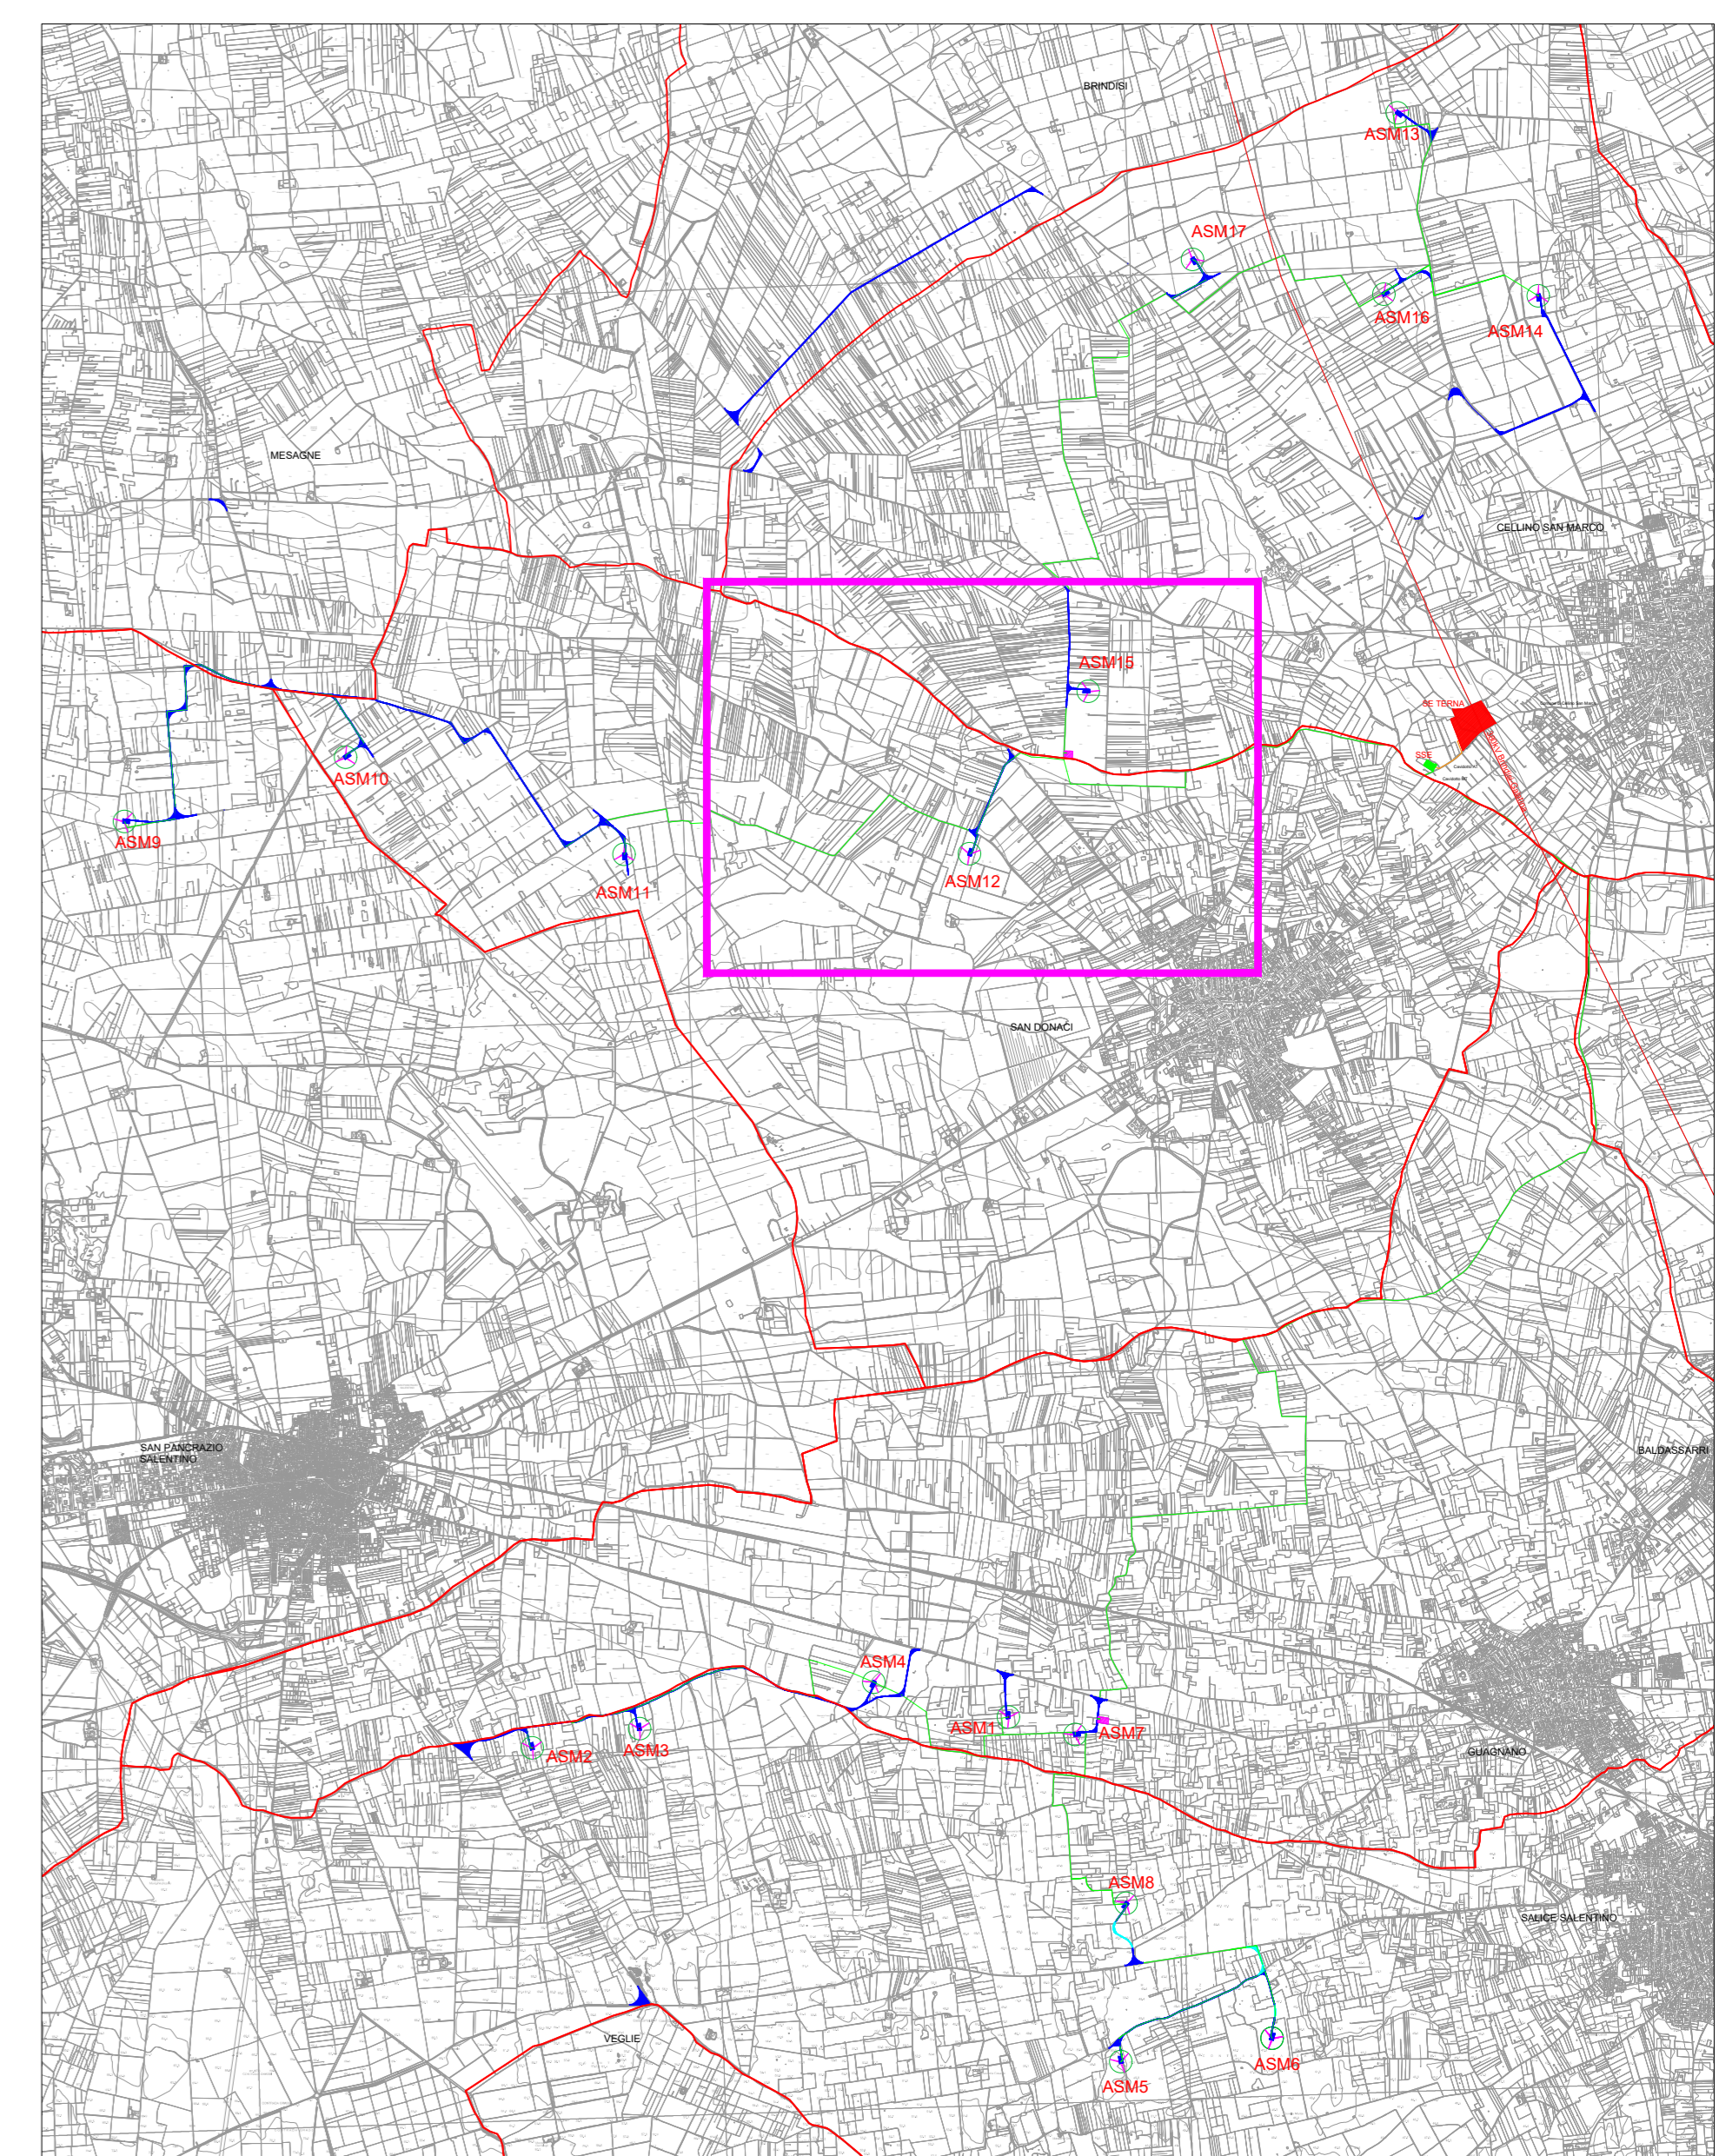 BRINDISI
ASM13
ASM17
ASM16
ASM14
MESAGNE
CELLINO SAN MARCO
ASM15
SE TERNA
SSE
ASM10
ASM9
ASM11
ASM12
SAN DONACI
SAN PANCRAZIO
SALENTINO
BALDASSARRI
ASM4
ASM1
ASM7
ASM2
ASM3
GUAGNANO
ASM8
SALICE SALENTINO
VEGLIE
ASM6
ASM5